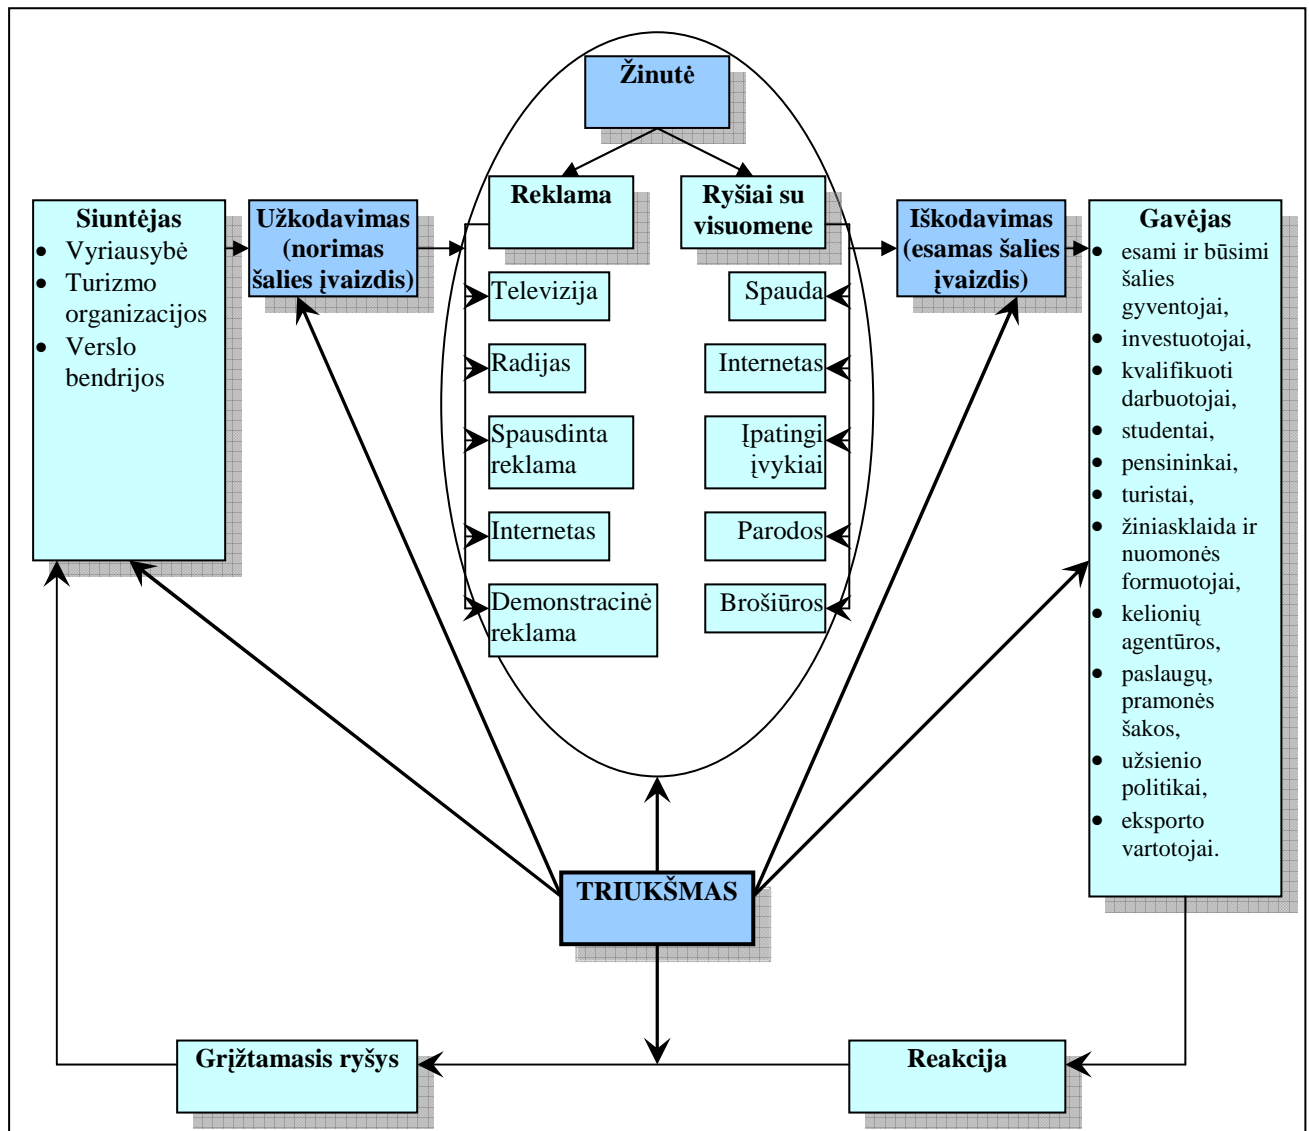 Žinutė
Reklama
Ryšiai su
visuomene
Siuntėjas
Vyriausybė
Turizmo
organizacijos
Verslo
bendrijos
Užkodavimas
(norimas
šalies įvaizdis)
Televizija
Radijas
Spausdinta
reklama
Internetas
Demonstracinė
reklama
Spauda
Internetas
Įpatingi
įvykiai
Parodos
Brošiūros
Iškodavimas
(esamas šalies
įvaizdis)
Gavėjas
esami ir būsimi
šalies
gyventojai,
investuotojai,
kvalifikuoti
darbuotojai,
studentai,
pensininkai,
turistai,
žiniasklaida ir
nuomonės
formuotojai,
kelionių
agentūros,
paslaugų,
pramonės
šakos,
užsienio
politikai,
eksporto
vartotojai.
TRIUKŠMAS
Grįžtamasis ryšys
Reakcija